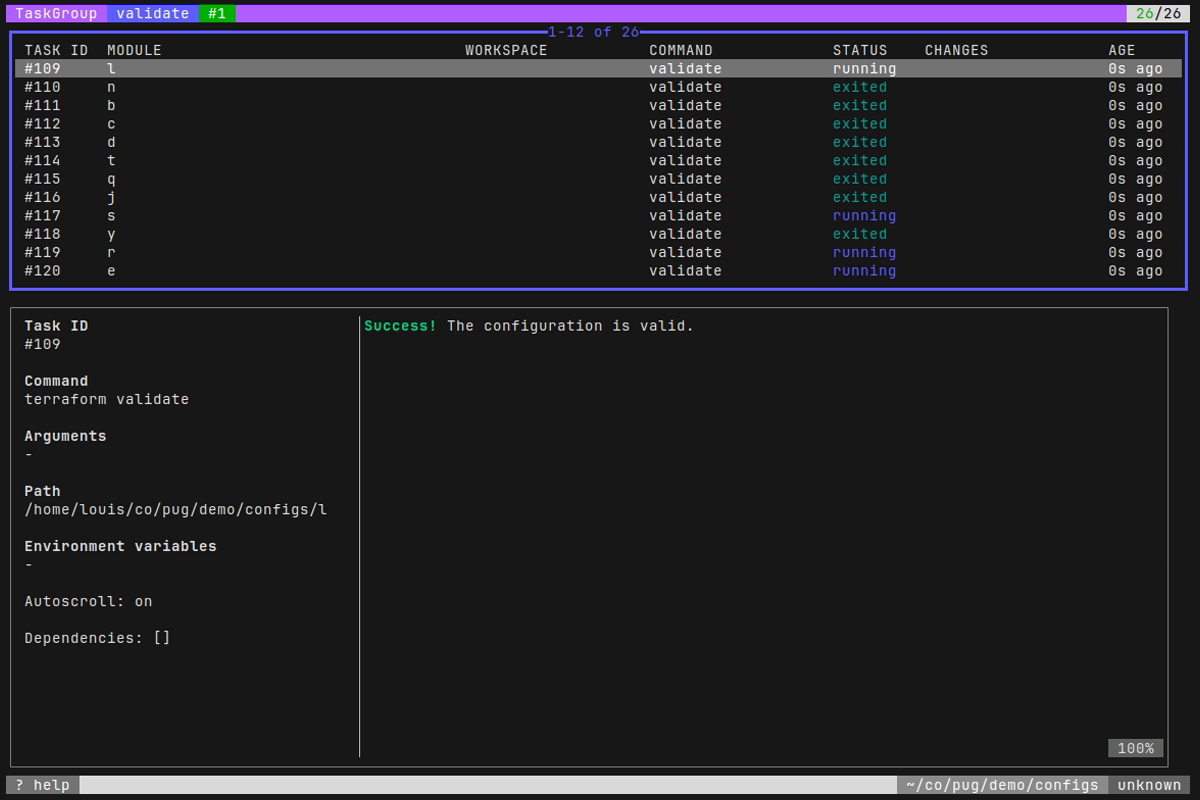 TaskGroup validate #1 26/26
1-12 of 26
TASK ID MODULE WORKSPACE COMMAND STATUS CHANGES AGE
#109 l validate running 0s ago
#110 n validate exited 0s ago
#111 b validate exited 0s ago
#112 c validate exited 0s ago
#113 d validate exited 0s ago
#114 t validate exited 0s ago
#115 q validate exited 0s ago
#116 j validate exited 0s ago
#117 s validate running 0s ago
#118 y validate exited 0s ago
#119 r validate running 0s ago
#120 e validate running 0s ago
Task ID
#109
Command
terraform validate
Arguments
-
Path
/home/louis/co/pug/demo/configs/l
Environment variables
-
Autoscroll: on
Dependencies: []
Success! The configuration is valid.
100%
? help ~/co/pug/demo/configs unknown